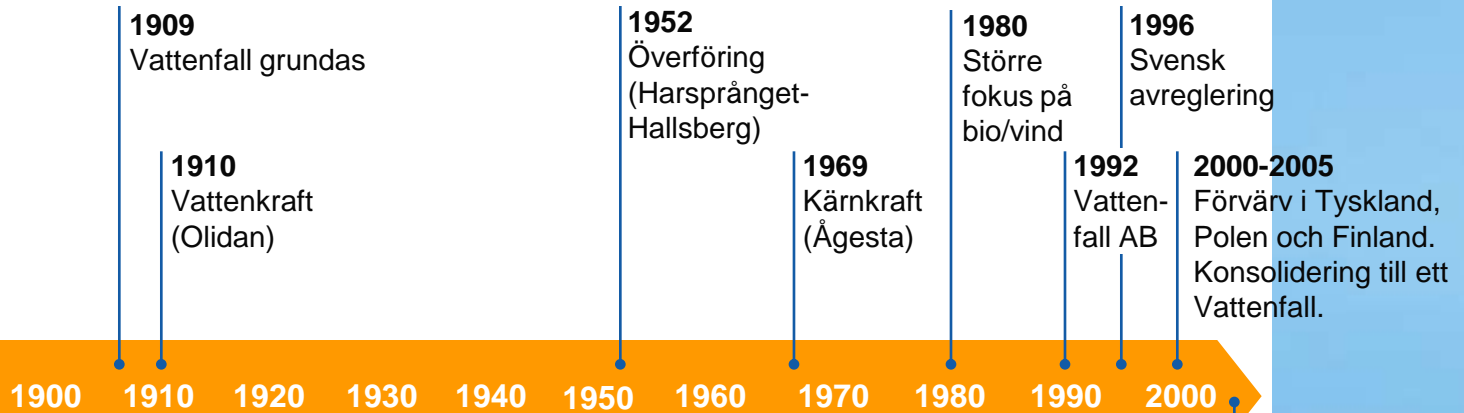 1909
Vattenfall grundas
1910
Vattenkraft
(Olidan)
1952
Överföring
(Harsprånget-
Hallsberg)
1969
Kärnkraft
(Ågesta)
1980
Större
fokus på
bio/vind
1992
Vatten-
fall AB
1996
Svensk
avreglering
2000-2005
Förvärv i Tyskland,
Polen och Finland.
Konsolidering till ett
Vattenfall.
1900 1910 1920 1930 1940 1950 1960 1970 1980 1990 2000